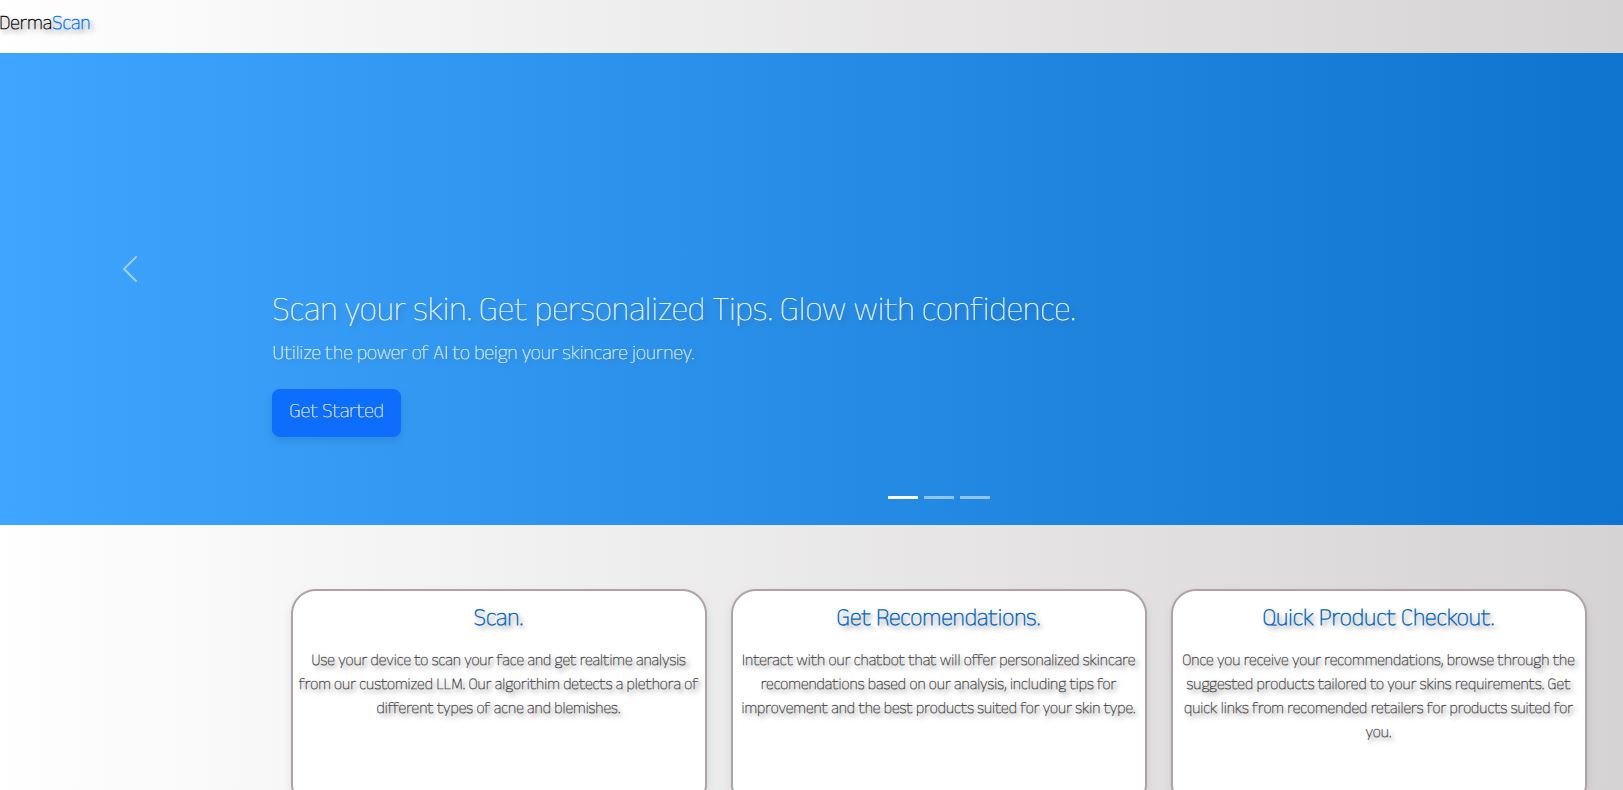 DermaScan
Scan your skin. Get personalized Tips. Glow with confidence.
Utilize the power of AI to beign your skincare journey.
Get Started
Scan.
Use your device to scan your face and get realtime analysis
from our customized LLM. Our algorithim detects a plethora of
different types of acne and blemishes.
Get Recomendations.
Interact with our chatbot that will offer personalized skincare
recomendations based on our analysis, including tips for
improvement and the best products suited for your skin type.
Quick Product Checkout.
Once you receive your recommendations, browse through the
suggested products tailored to your skins requirements. Get
quick links from recomended retailers for products suited for
you.